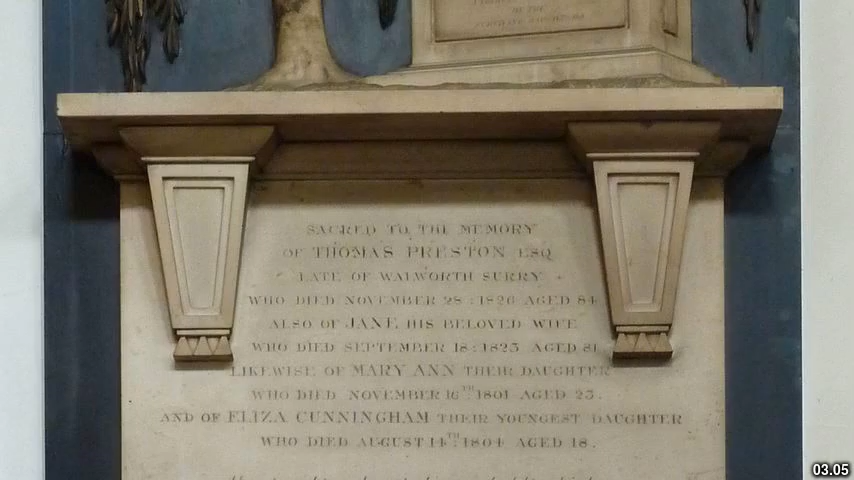 OF THE
SACRED TO THE MEMORY
OF THOMAS PRESTON ESQ
LATE OF WALWORTH SURRY
WHO DIED NOVEMBER 28: 1826 AGED 84
ALSO OF JANE HIS BELOVED WIFE
WHO DIED SEPTEMBER 18: 1823 AGED 81
LIKEWISE OF MARY ANN THEIR DAUGHTER
WHO DIED NOVEMBER 16TH 1801 AGED 23.
AND OF ELIZA CUNNINGHAM THEIR YOUNGEST DAUGHTER
WHO DIED AUGUST 14TH: 1804 AGED 18.
03.05